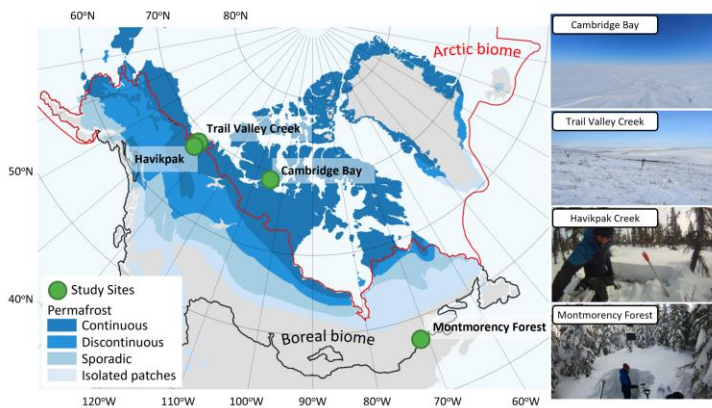 60°N
70°N
80°N
Arctic biome
Trail Valley Creek
Havikpak
Cambridge Bay
50°N
40°N
Study Sites
Permafrost
Continuous
Discontinuous
Sporadic
Isolated patches
Boreal biome
Montmorency Forest
120°W
110°W
100°W
90°W
80°W
70°W
60°W
Cambridge Bay
Trail Valley Creek
Havikpak Creek
Montmorency Forest